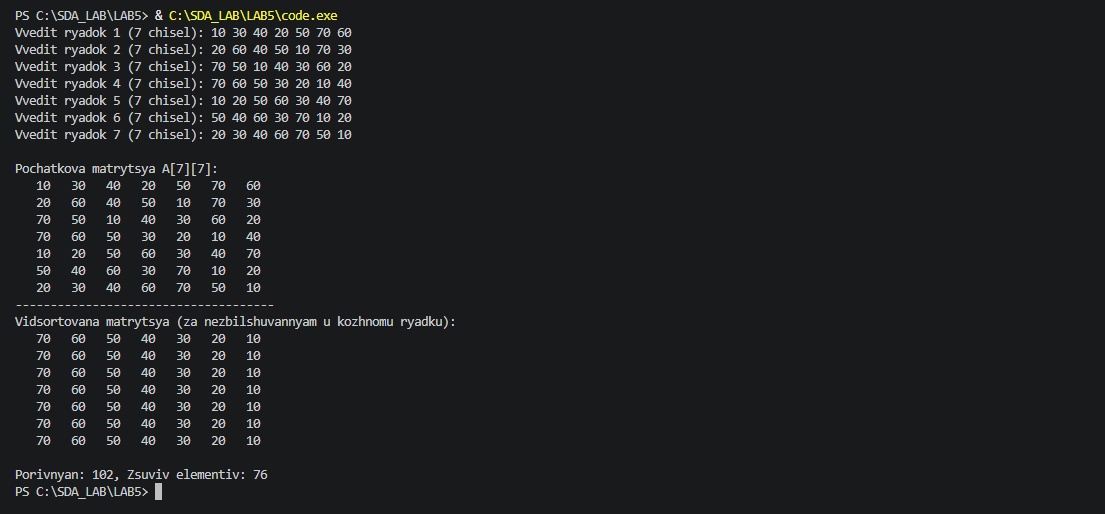 PS C:\SDA_LAB\LAB5> & C:\SDA_LAB\LAB5\code.exe
Vvedit ryadok 1 (7 chisel): 10 30 40 20 50 70 60
Vvedit ryadok 2 (7 chisel): 20 60 40 50 10 70 30
Vvedit ryadok 3 (7 chisel): 70 50 10 40 30 60 20
Vvedit ryadok 4 (7 chisel): 70 60 50 30 20 10 40
Vvedit ryadok 5 (7 chisel): 10 20 50 60 30 40 70
Vvedit ryadok 6 (7 chisel): 50 40 60 30 70 10 20
Vvedit ryadok 7 (7 chisel): 20 30 40 60 70 50 10
Pochatkova matrytsya A[7][7]:
10 30 40 20 50 70 60
20 60 40 50 10 70 30
70 50 10 40 30 60 20
70 60 50 30 20 10 40
10 20 50 60 30 40 70
50 40 60 30 70 10 20
20 30 40 60 70 50 10
-------------------------------------
Vidsortovana matrytsya (za nezbilshuvannyam u kozhnomu ryadku):
70 60 50 40 30 20 10
70 60 50 40 30 20 10
70 60 50 40 30 20 10
70 60 50 40 30 20 10
70 60 50 40 30 20 10
70 60 50 40 30 20 10
70 60 50 40 30 20 10
Porivnyan: 102, Zsuviv elementiv: 76
PS C:\SDA_LAB\LAB5>